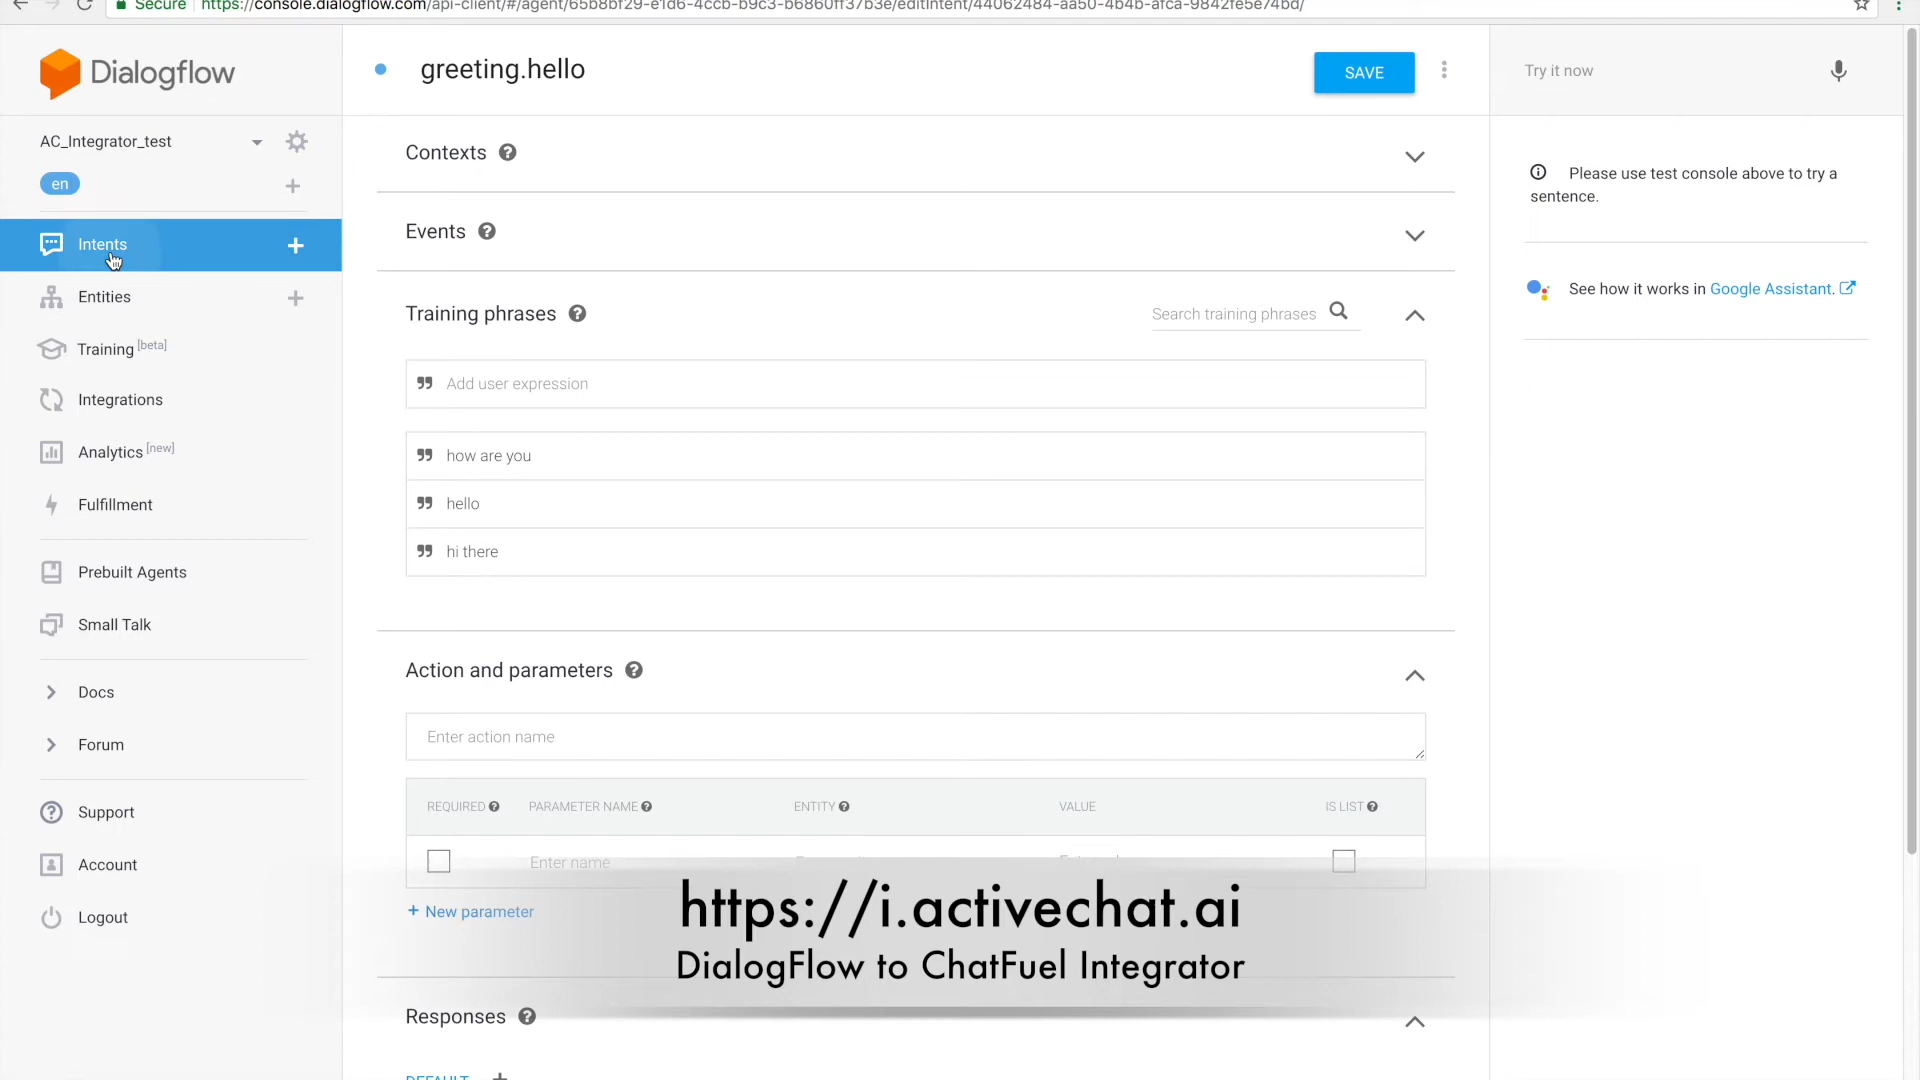 Secure https://console.dialogflow.com/api-client/#/agent/65b8bf29-e1d6-4ccb-b9c3-b6860ff37b3e/editIntent/44062484-aa50-4b4b-afca-9842fe5e74bd/
Dialogflow
greeting.hello
SAVE
Try it now
AC_Integrator_test
en
Intents
Entities
Training [beta]
Integrations
Analytics [new]
Fulfillment
Prebuilt Agents
Small Talk
Docs
Forum
Support
Account
Logout
Contexts
Events
Training phrases
Search training phrases
Add user expression
how are you
hello
hi there
Action and parameters
Enter action name
REQUIRED PARAMETER NAME ENTITY VALUE IS LIST
Enter name
+ New parameter
https://i.activechat.ai
DialogFlow to ChatFuel Integrator
Responses
DEFAULT
Please use test console above to try a
sentence.
See how it works in Google Assistant.